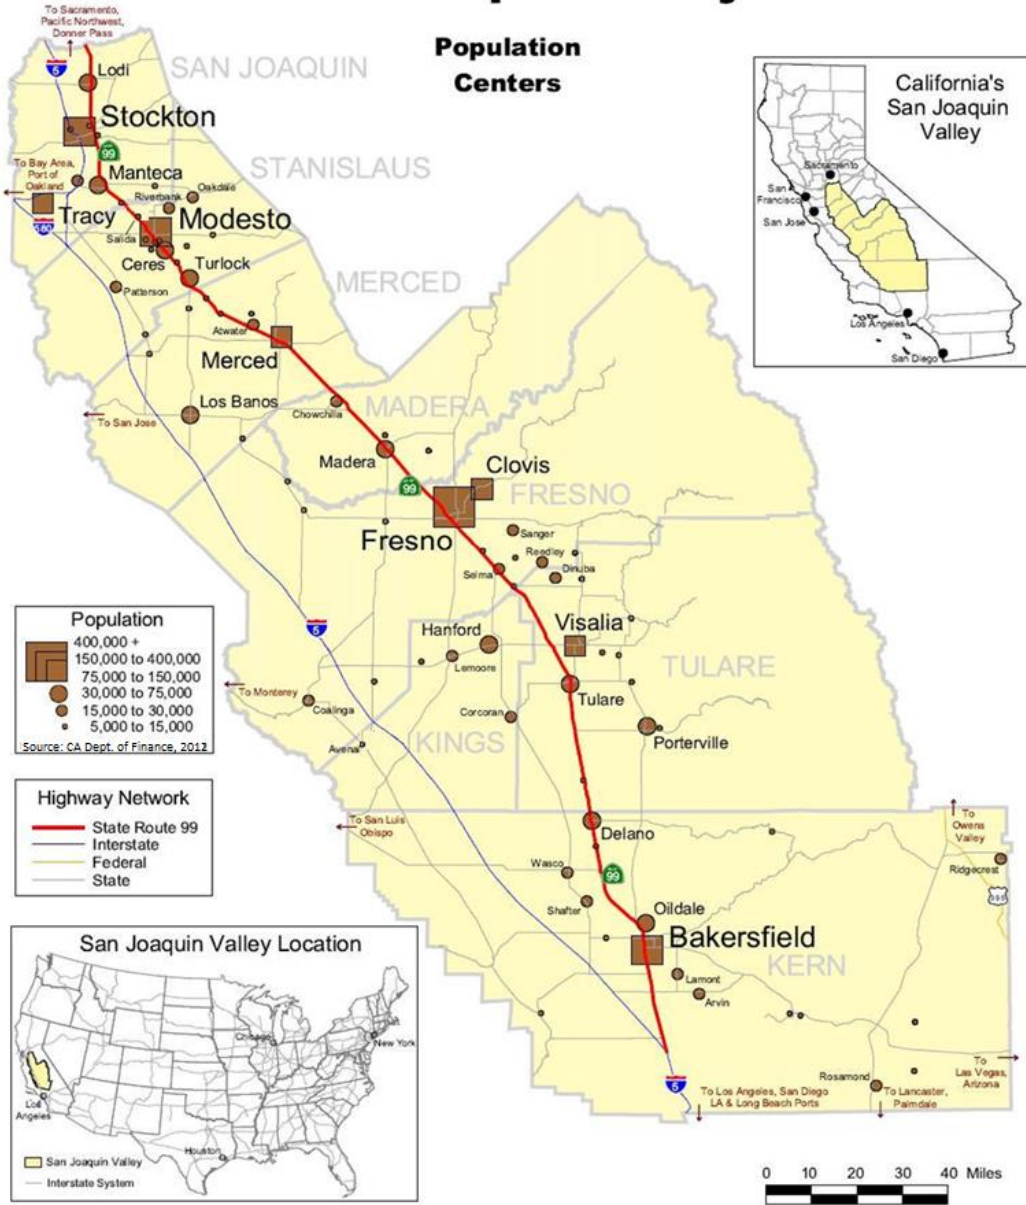 Population
Centers
To Sacramento,
Pacific Northwest,
Donner Pass
5
Lodi
SAN JOAQUIN
Stockton
99
To Bay Area,
Port of
Oakland
Manteca
STANISLAUS
Riverbank
Oakdale
Tracy
580
Modesto
Salida
Ceres
Turlock
Patterson
MERCED
Atwater
Merced
Los Banos
To San Jose
Chowchilla
MADERA
Madera
99
Clovis
FRESNO
Fresno
Sanger
Reedley
Selma
Dinuba
5
Hanford
Visalia
Lemoore
TULARE
To Monterey
Coalinga
Tulare
Corcoran
Porterville
Avenal
KINGS
To San Luis
Obispo
Delano
To
Owens
Valley
Wasco
99
Ridgecrest
395
Shafter
Oildale
Bakersfield
KERN
Lamont
Arvin
To
Las Vegas,
Arizona
Rosamond
5
To Los Angeles, San Diego
LA & Long Beach Ports
To Lancaster,
Palmdale
California's
San Joaquin
Valley
Sacramento
San
Francisco
San Jose
Los Angeles
San Diego
Population
400,000 +
150,000 to 400,000
75,000 to 150,000
30,000 to 75,000
15,000 to 30,000
5,000 to 15,000
Source: CA Dept. of Finance, 2012
Highway Network
State Route 99
Interstate
Federal
State
San Joaquin Valley Location
Chicago
New York
Los
Angeles
Houston
San Joaquin Valley
Interstate System
0 10 20 30 40 Miles